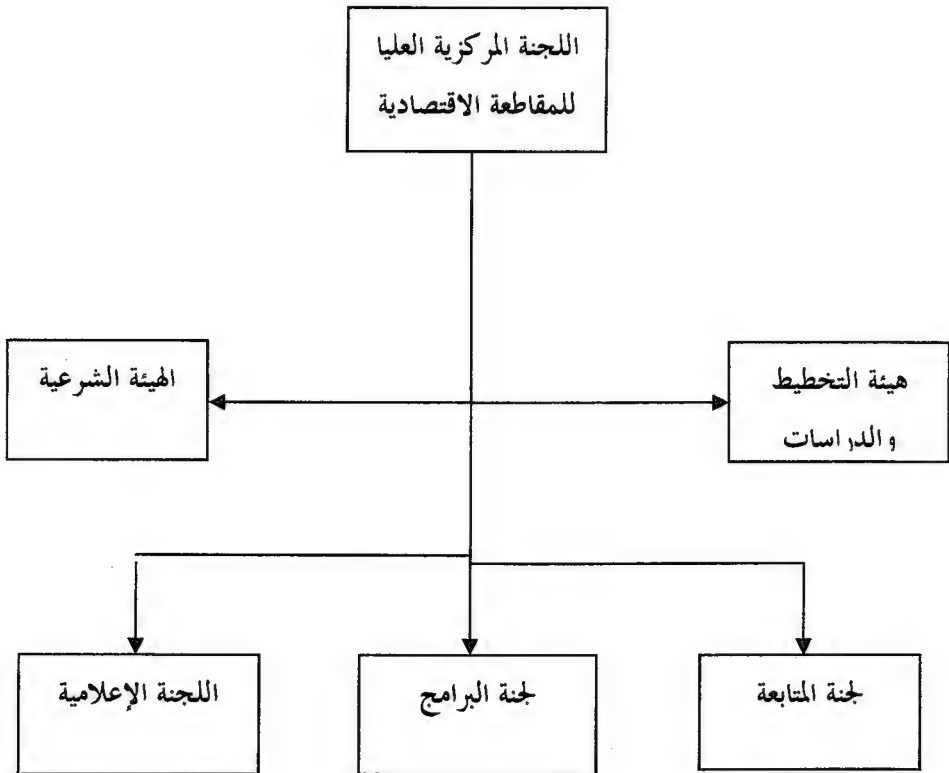 اللجنة المركزية العليا
للمقاطعة الاقتصادية
هيئة التخطيط
والدراسات
الهيئة الشرعية
لجنة المتابعة
لجنة البرامج
اللجنة الإعلامية